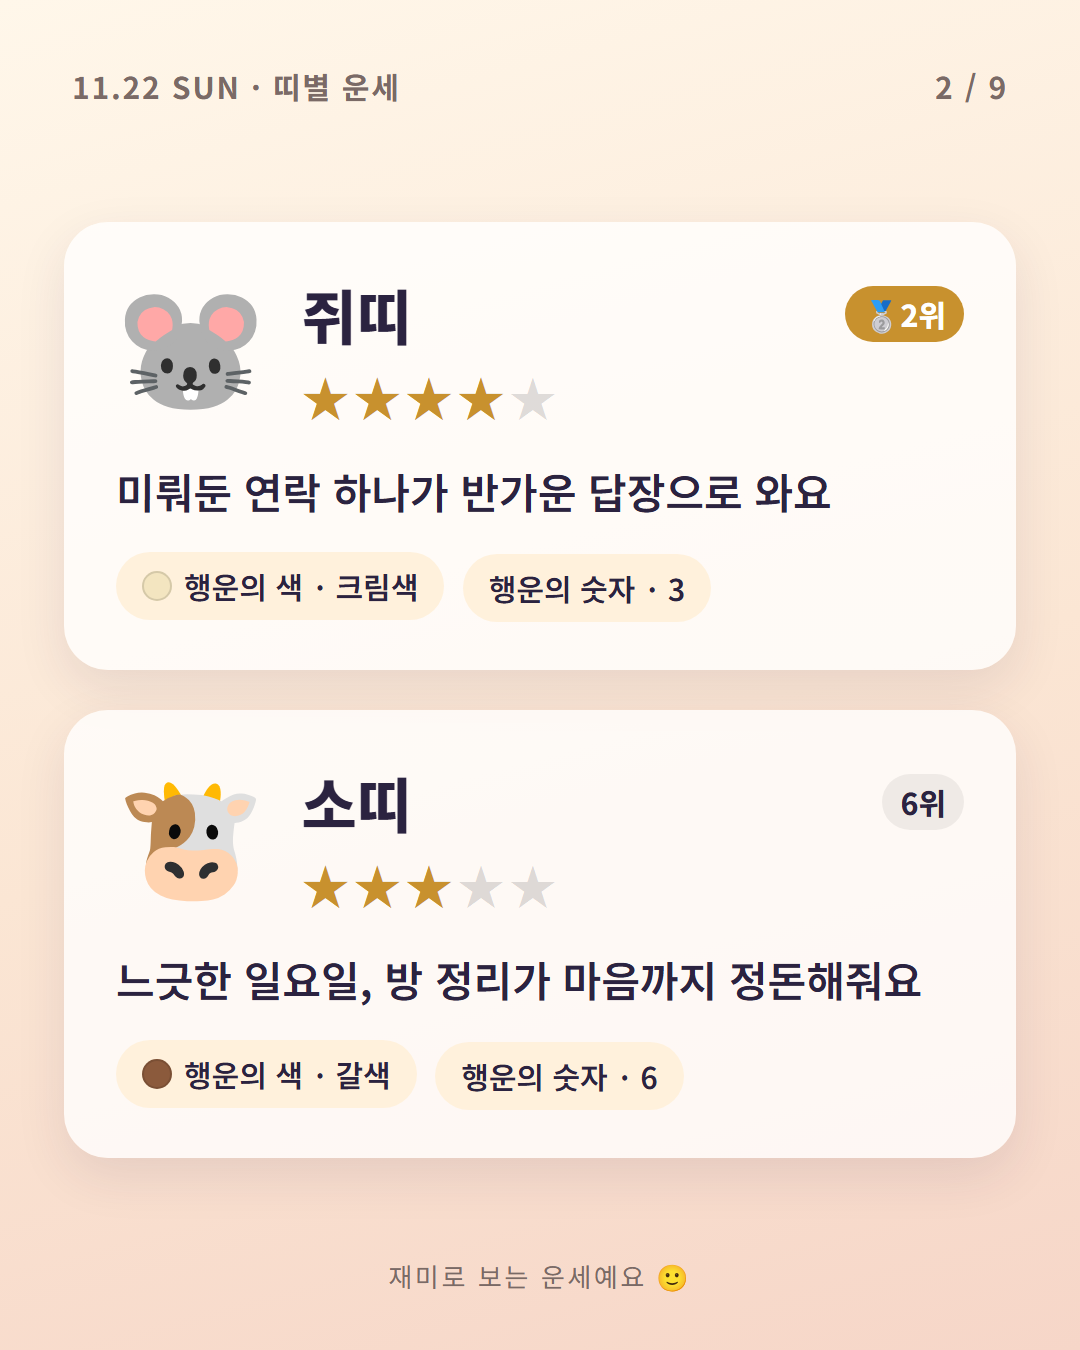 11.22 SUN · 띠별 운세
2 / 9
쥐띠
2위
★★★★★
미뤄둔 연락 하나가 반가운 답장으로 와요
행운의 색 · 크림색
행운의 숫자 · 3
소띠
6위
★★★★★
느긋한 일요일, 방 정리가 마음까지 정돈해줘요
행운의 색 · 갈색
행운의 숫자 · 6
재미로 보는 운세예요 🙂